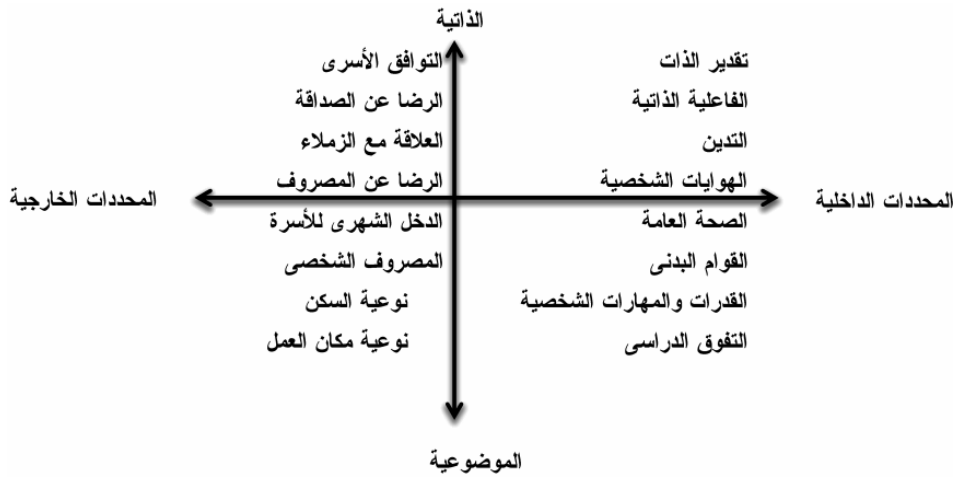 الذاتية
تقدير الذات
التوافق الأسرى
الفاعلية الذاتية
الرضا عن الصداقة
التدين
العلاقة مع الزملاء
الهوايات الشخصية
الرضا عن المصروف
المحددات الداخلية
المحددات الخارجية
الصحة العامة
الدخل الشهرى للأسرة
القوام البدنى
المصروف الشخصى
القدرات والمهارات الشخصية
نوعية السكن
التفوق الدراسى
نوعية مكان العمل
الموضوعية